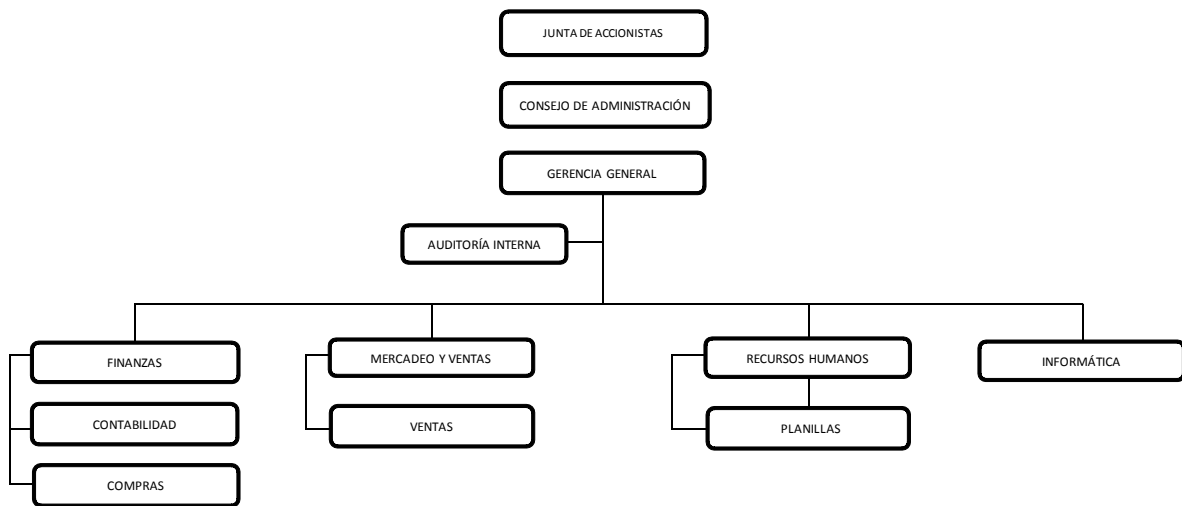 JUNTA DE ACCIONISTAS
CONSEJO DE ADMINISTRACIÓN
GERENCIA GENERAL
AUDITORÍA INTERNA
FINANZAS
MERCADEO Y VENTAS
RECURSOS HUMANOS
INFORMÁTICA
CONTABILIDAD
VENTAS
PLANILLAS
COMPRAS